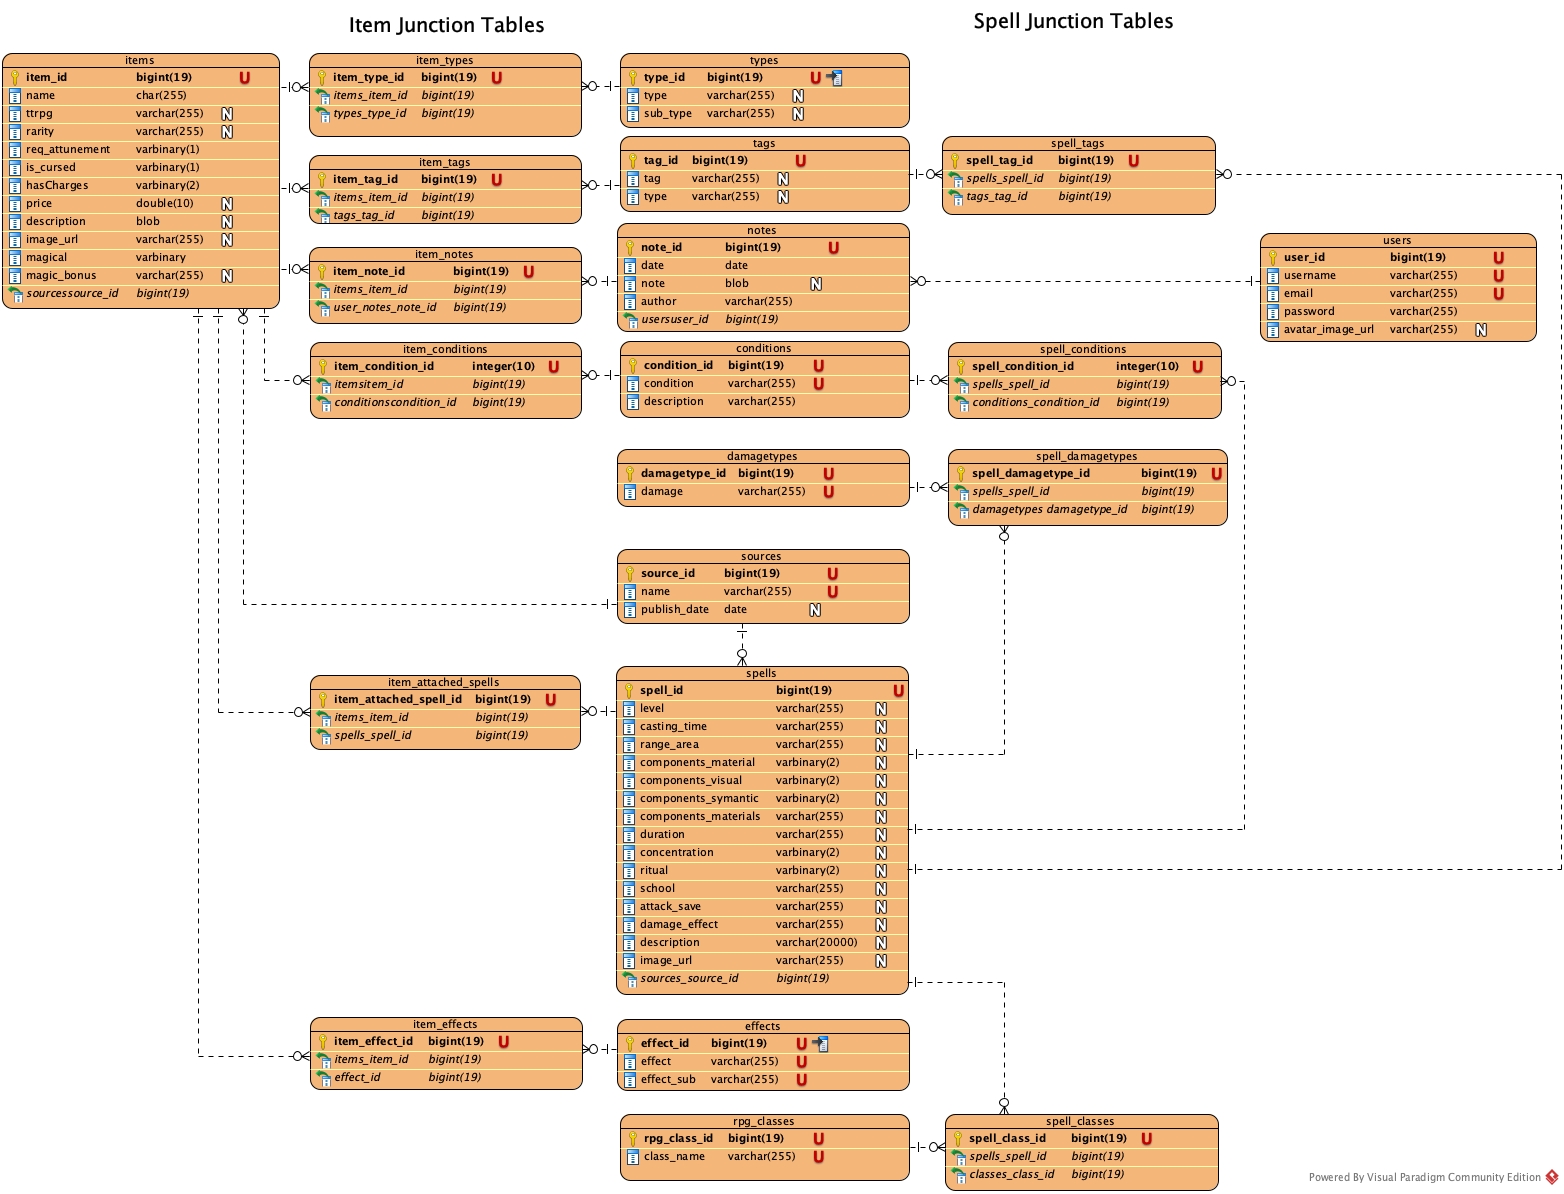 Item Junction Tables
Spell Junction Tables
items
item_id bigint(19) U
name char(255)
ttrpg varchar(255) N
rarity varchar(255) N
req_attunement varbinary(1)
is_cursed varbinary(1)
hasCharges varbinary(2)
price double(10) N
description blob N
image_url varchar(255) N
magical varbinary
magic_bonus varchar(255) N
sourcessource_id bigint(19)
item_types
item_type_id bigint(19) U
items_item_id bigint(19)
types_type_id bigint(19)
types
type_id bigint(19) U
type varchar(255) N
sub_type varchar(255) N
item_tags
item_tag_id bigint(19) U
items_item_id bigint(19)
tags_tag_id bigint(19)
tags
tag_id bigint(19) U
tag varchar(255) N
type varchar(255) N
spell_tags
spell_tag_id bigint(19) U
spells_spell_id bigint(19)
tags_tag_id bigint(19)
item_notes
item_note_id bigint(19) U
items_item_id bigint(19)
user_notes_note_id bigint(19)
notes
note_id bigint(19) U
date date
note blob N
author varchar(255)
usersuser_id bigint(19)
users
user_id bigint(19) U
username varchar(255) U
email varchar(255) U
password varchar(255)
avatar_image_url varchar(255) N
item_conditions
item_condition_id integer(10) U
itemsitem_id bigint(19)
conditionscondition_id bigint(19)
conditions
condition_id bigint(19) U
condition varchar(255) U
description varchar(255)
spell_conditions
spell_condition_id integer(10) U
spells_spell_id bigint(19)
conditions_condition_id bigint(19)
damagetypes
damagetype_id bigint(19) U
damage varchar(255) U
spell_damagetypes
spell_damagetype_id bigint(19) U
spells_spell_id bigint(19)
damagetypes damagetype_id bigint(19)
sources
source_id bigint(19) U
name varchar(255) U
publish_date date N
item_attached_spells
item_attached_spell_id bigint(19) U
items_item_id bigint(19)
spells_spell_id bigint(19)
spells
spell_id bigint(19) U
level varchar(255) N
casting_time varchar(255) N
range_area varchar(255) N
components_material varbinary(2) N
components_visual varbinary(2) N
components_symantic varbinary(2) N
components_materials varchar(255) N
duration varchar(255) N
concentration varbinary(2) N
ritual varbinary(2) N
school varchar(255) N
attack_save varchar(255) N
damage_effect varchar(255) N
description varchar(20000) N
image_url varchar(255) N
sources_source_id bigint(19)
item_effects
item_effect_id bigint(19) U
items_item_id bigint(19)
effect_id bigint(19)
effects
effect_id bigint(19) U
effect varchar(255) U
effect_sub varchar(255) U
rpg_classes
rpg_class_id bigint(19) U
class_name varchar(255) U
spell_classes
spell_class_id bigint(19) U
spells_spell_id bigint(19)
classes_class_id bigint(19)
Powered By Visual Paradigm Community Edition